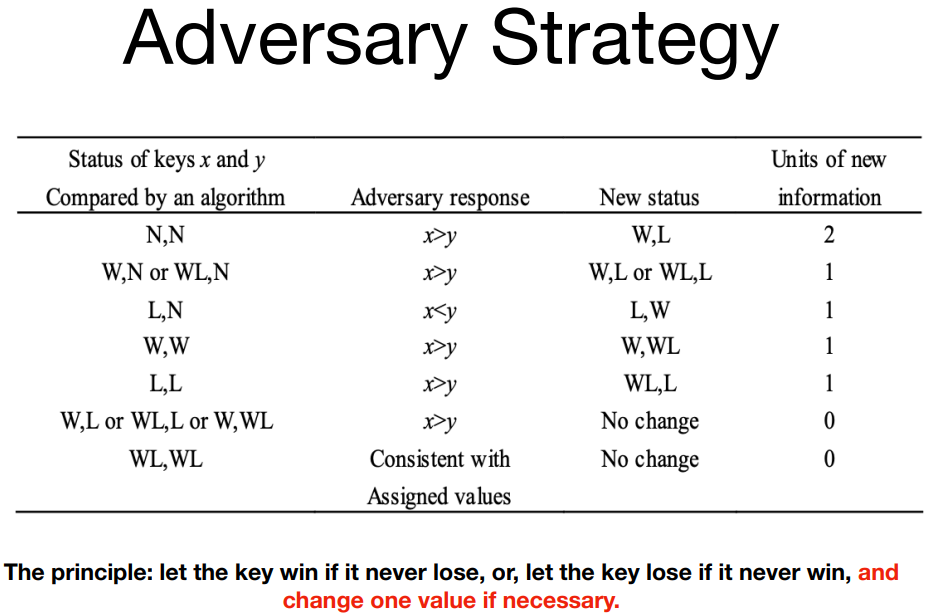 Adversary Strategy
Status of keys x and y
Units of new
Compared by an algorithm Adversary response New status information
N,N x>y W,L 2
W,N or WL,N x>y W,L or WL,L 1
L,N x<y L,W 1
W,W x>y W,WL 1
L,L x>y WL,L 1
W,L or WL,L or W,WL x>y No change 0
WL,WL Consistent with No change 0
Assigned values
The principle: let the key win if it never lose, or, let the key lose if it never win, and
change one value if necessary.